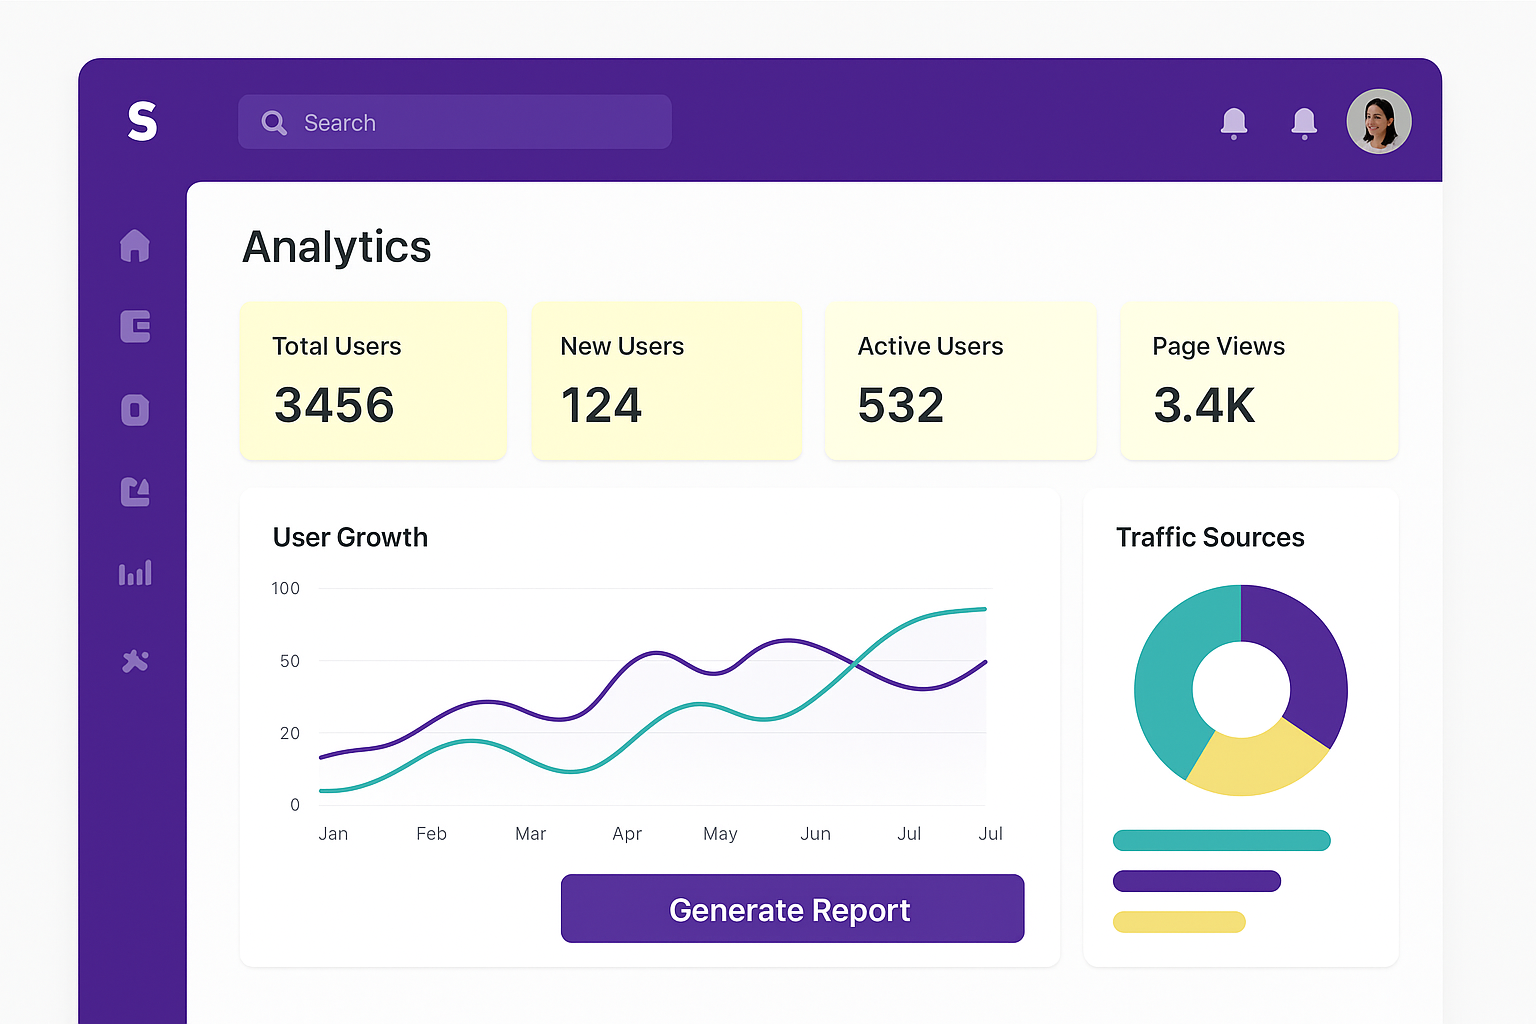 S
Search
Analytics
Total Users
3456
New Users
124
Active Users
532
Page Views
3.4K
User Growth
100
50
20
0
Jan Feb Mar Apr May Jun Jul Jul
Generate Report
Traffic Sources